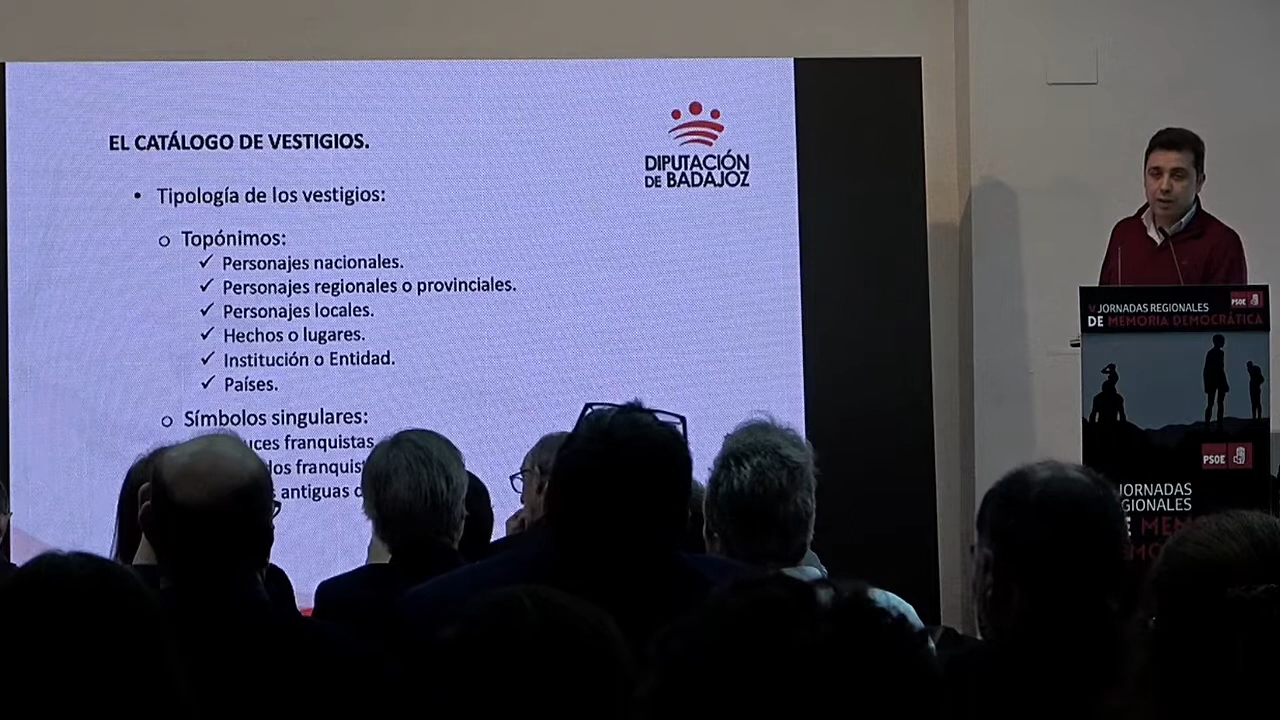 EL CATÁLOGO DE VESTIGIOS.
DIPUTACIÓN
DE BADAJOZ
• Tipología de los vestigios:
o Topónimos:
✓ Personajes nacionales.
✓ Personajes regionales o provinciales.
✓ Personajes locales.
✓ Hechos o lugares.
✓ Institución o Entidad.
✓ Países.
o Símbolos singulares:
franquistas
antiguas
V JORNADAS REGIONALES
PSOE
DE MEMORIA DEMOCRÁTICA
PSOE
JORNADAS